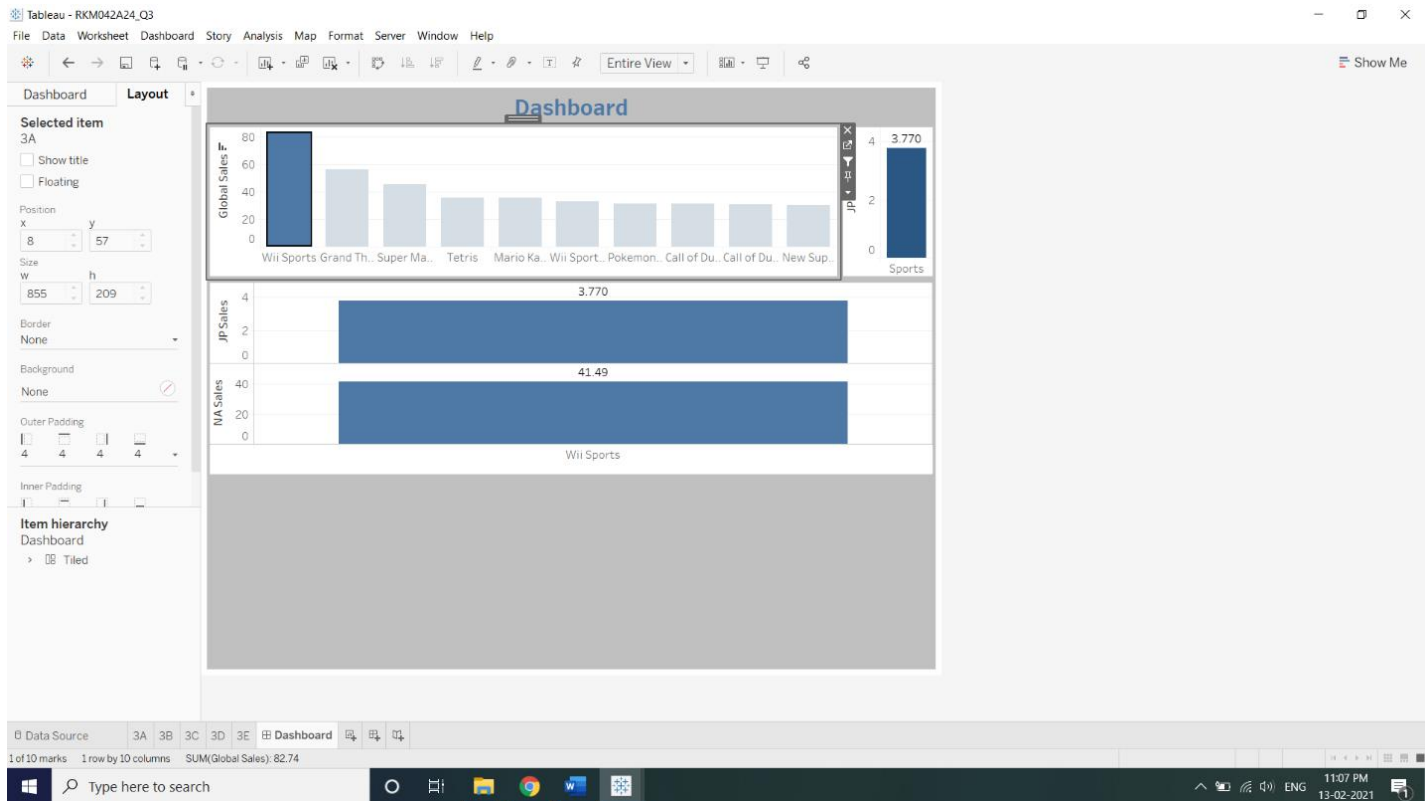 Tableau - RKM042A24_Q3
File Data Worksheet Dashboard Story Analysis Map Format Server Window Help
Entire View
Show Me
Dashboard Layout
Selected item
3A
Show title
Floating
Position
x y
8 57
Size
w h
855 209
Border
None
Background
None
Outer Padding
4 4 4 4
Inner Padding
Item hierarchy
Dashboard
Tiled
Dashboard
Global Sales
80
60
40
20
0
Wii Sports Grand Th.. Super Ma.. Tetris Mario Ka.. Wii Sport.. Pokemon.. Call of Du.. Call of Du.. New Sup..
JP
3.770
4
2
0
Sports
JP Sales
3.770
4
2
0
NA Sales
41.49
40
20
0
Wii Sports
Data Source 3A 3B 3C 3D 3E Dashboard
1 of 10 marks 1 row by 10 columns SUM(Global Sales): 82.74
Type here to search
ENG
11:07 PM
13-02-2021
1